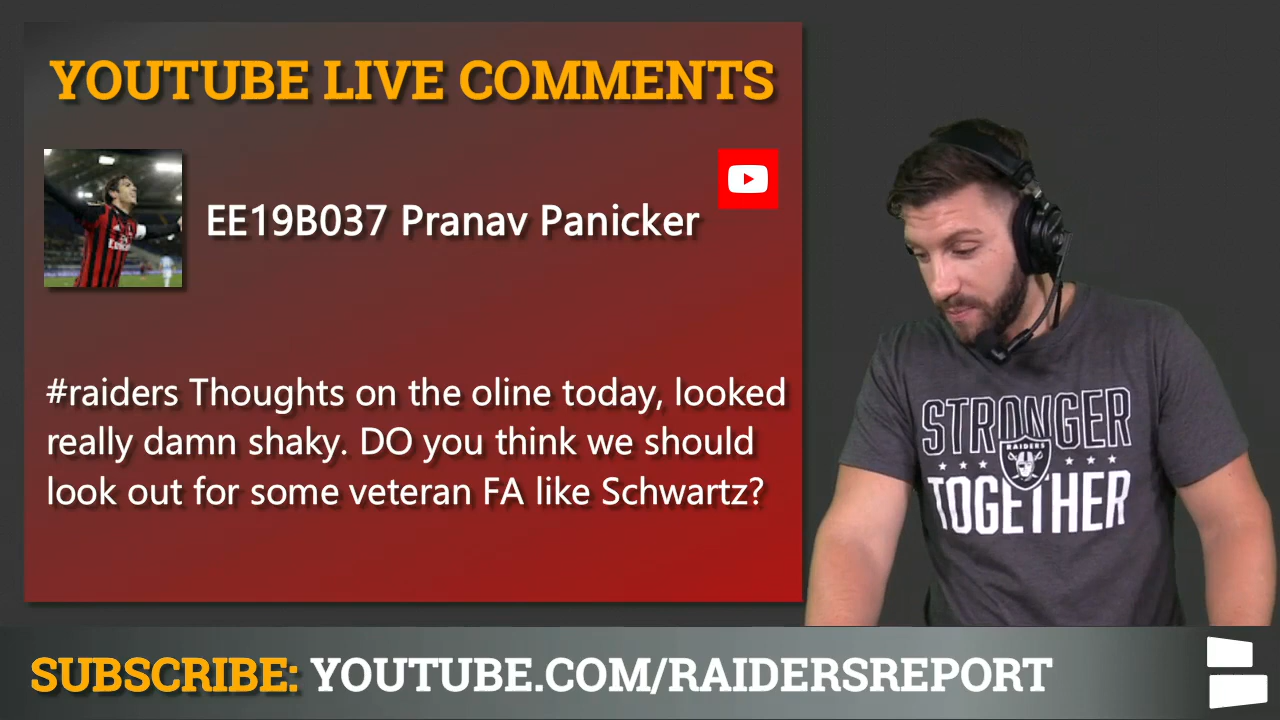 YOUTUBE LIVE COMMENTS
EE19B037 Pranav Panicker
#raiders Thoughts on the oline today, looked
really damn shaky. DO you think we should
look out for some veteran FA like Schwartz?
STRONGER
RAIDERS
TOGETHER
SUBSCRIBE: YOUTUBE.COM/RAIDERSREPORT